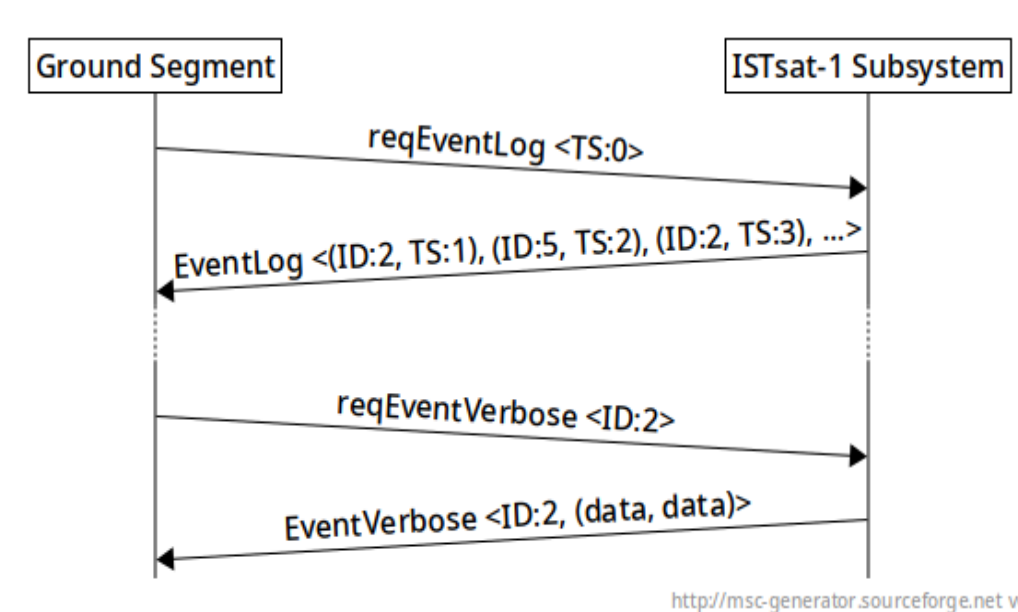 Ground Segment
ISTsat-1 Subsystem
reqEventLog <TS:0>
EventLog <(ID:2, TS:1), (ID:5, TS:2), (ID:2, TS:3), ...>
reqEventVerbose <ID:2>
EventVerbose <ID:2, (data, data)>
http://msc-generator.sourceforge.net v